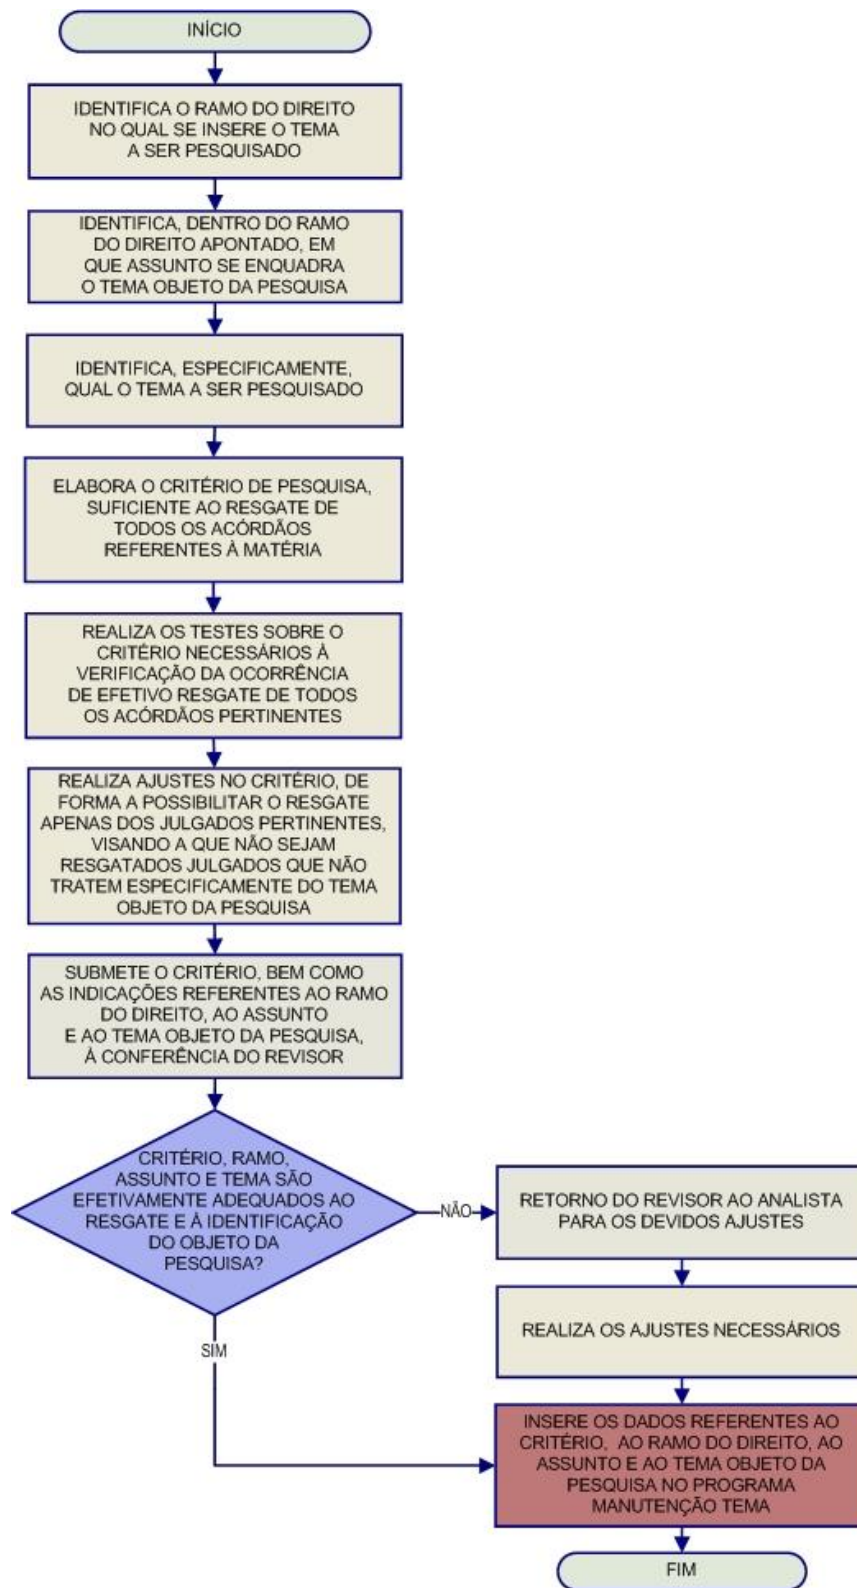 INÍCIO
IDENTIFICA O RAMO DO DIREITO
NO QUAL SE INSERE O TEMA
A SER PESQUISADO
IDENTIFICA, DENTRO DO RAMO
DO DIREITO APONTADO, EM
QUE ASSUNTO SE ENQUADRA
O TEMA OBJETO DA PESQUISA
IDENTIFICA, ESPECIFICAMENTE,
QUAL O TEMA A SER PESQUISADO
ELABORA O CRITÉRIO DE PESQUISA,
SUFICIENTE AO RESGATE DE
TODOS OS ACÓRDÃOS
REFERENTES À MATÉRIA
REALIZA OS TESTES SOBRE O
CRITÉRIO NECESSÁRIOS À
VERIFICAÇÃO DA OCORRÊNCIA
DE EFETIVO RESGATE DE TODOS
OS ACÓRDÃOS PERTINENTES
REALIZA AJUSTES NO CRITÉRIO, DE
FORMA A POSSIBILITAR O RESGATE
APENAS DOS JULGADOS PERTINENTES,
VISANDO A QUE NÃO SEJAM
RESGATADOS JULGADOS QUE NÃO
TRATEM ESPECIFICAMENTE DO TEMA
OBJETO DA PESQUISA
SUBMETE O CRITÉRIO, BEM COMO
AS INDICAÇÕES REFERENTES AO RAMO
DO DIREITO, AO ASSUNTO
E AO TEMA OBJETO DA PESQUISA,
À CONFERÊNCIA DO REVISOR
CRITÉRIO, RAMO,
ASSUNTO E TEMA SÃO
EFETIVAMENTE ADEQUADOS AO
RESGATE E À IDENTIFICAÇÃO
DO OBJETO DA
PESQUISA?
NÃO
RETORNO DO REVISOR AO ANALISTA
PARA OS DEVIDOS AJUSTES
REALIZA OS AJUSTES NECESSÁRIOS
SIM
INSERE OS DADOS REFERENTES AO
CRITÉRIO, AO RAMO DO DIREITO, AO
ASSUNTO E AO TEMA OBJETO DA
PESQUISA NO PROGRAMA
MANUTENÇÃO TEMA
FIM